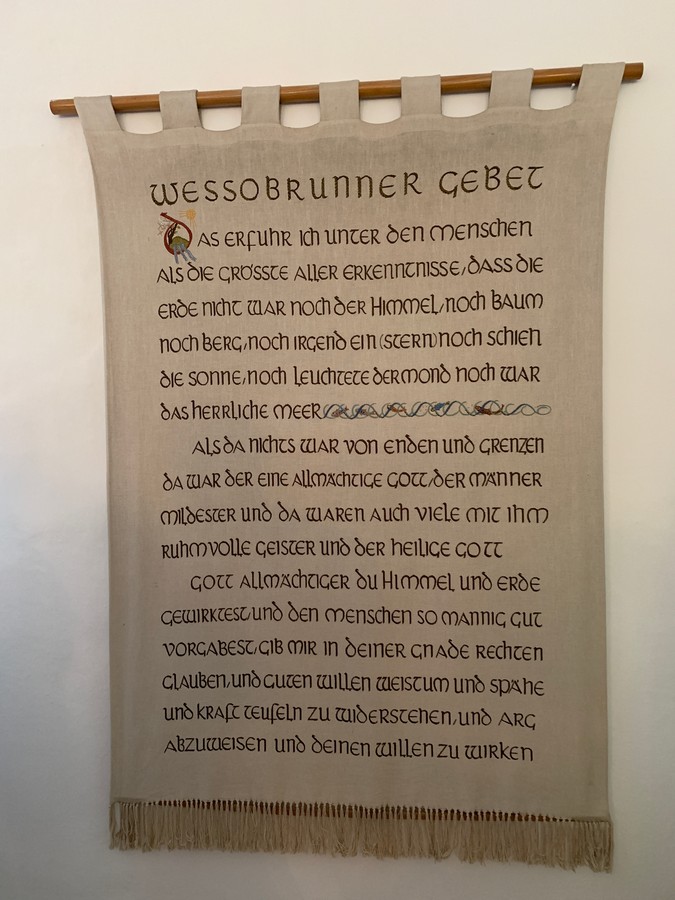 WESSOBRUNNER GEBET
DAS ERFUHR ICH UNTER DEN MENSCHEN
ALS DIE GRÖSSTE ALLER ERKENNTNISSE, DASS DIE
ERDE NICHT WAR NOCH DER HIMMEL, NOCH BAUM
NOCH BERG, NOCH IRGEND EIN (STERN) NOCH SCHIEN
DIE SONNE, NOCH LEUCHTETE DER MOND NOCH WAR
DAS HERRLICHE MEER
ALS DA NICHTS WAR VON ENDEN UND GRENZEN
DA WAR DER EINE ALLMÄCHTIGE GOTT, DER MÄNNER
MILDESTER UND DA WAREN AUCH VIELE MIT IHM
RUHMVOLLE GEISTER UND DER HEILIGE GOTT
GOTT ALLMÄCHTIGER DU HIMMEL UND ERDE
GEWIRKTEST, UND DEN MENSCHEN SO MANNIG GUT
VORGABEST, GIB MIR IN DEINER GNADE RECHTEN
GLAUBEN, UND GUTEN WILLEN WEISTUM UND SPÄHE
UND KRAFT TEUFELN ZU WIDERSTEHEN, UND ARG
ABZUWEISEN UND DEINEN WILLEN ZU WIRKEN